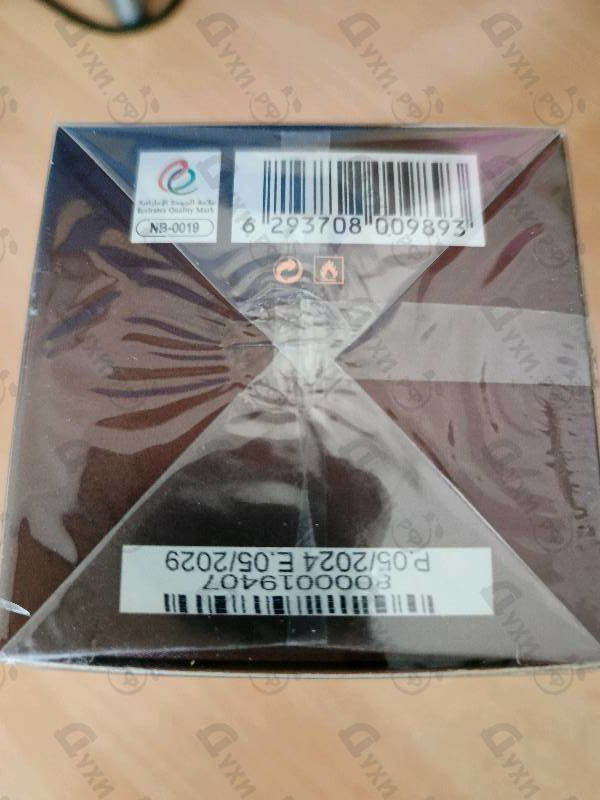 علامة الجودة الإماراتية
Emirates Quality Mark
NB-0019
6 293708 009893
P.05/2024 E.05/2029
8000019407
Духи.рф